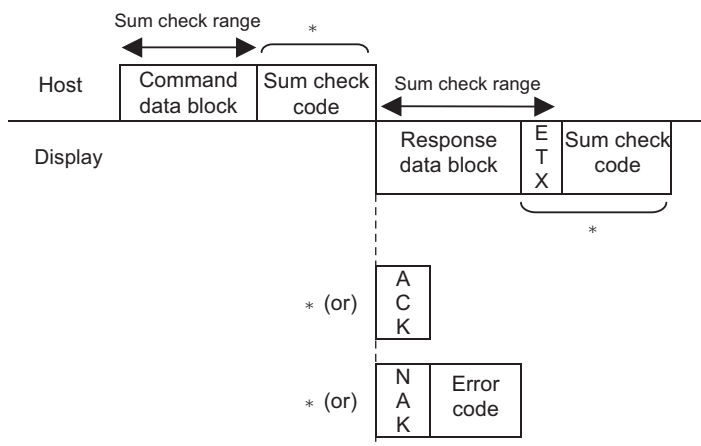 Sum check range
*
Host
Command
data block
Sum check
code
Sum check range
Display
Response
data block
E
T
X
Sum check
code
*
* (or)
A
C
K
* (or)
N
A
K
Error
code